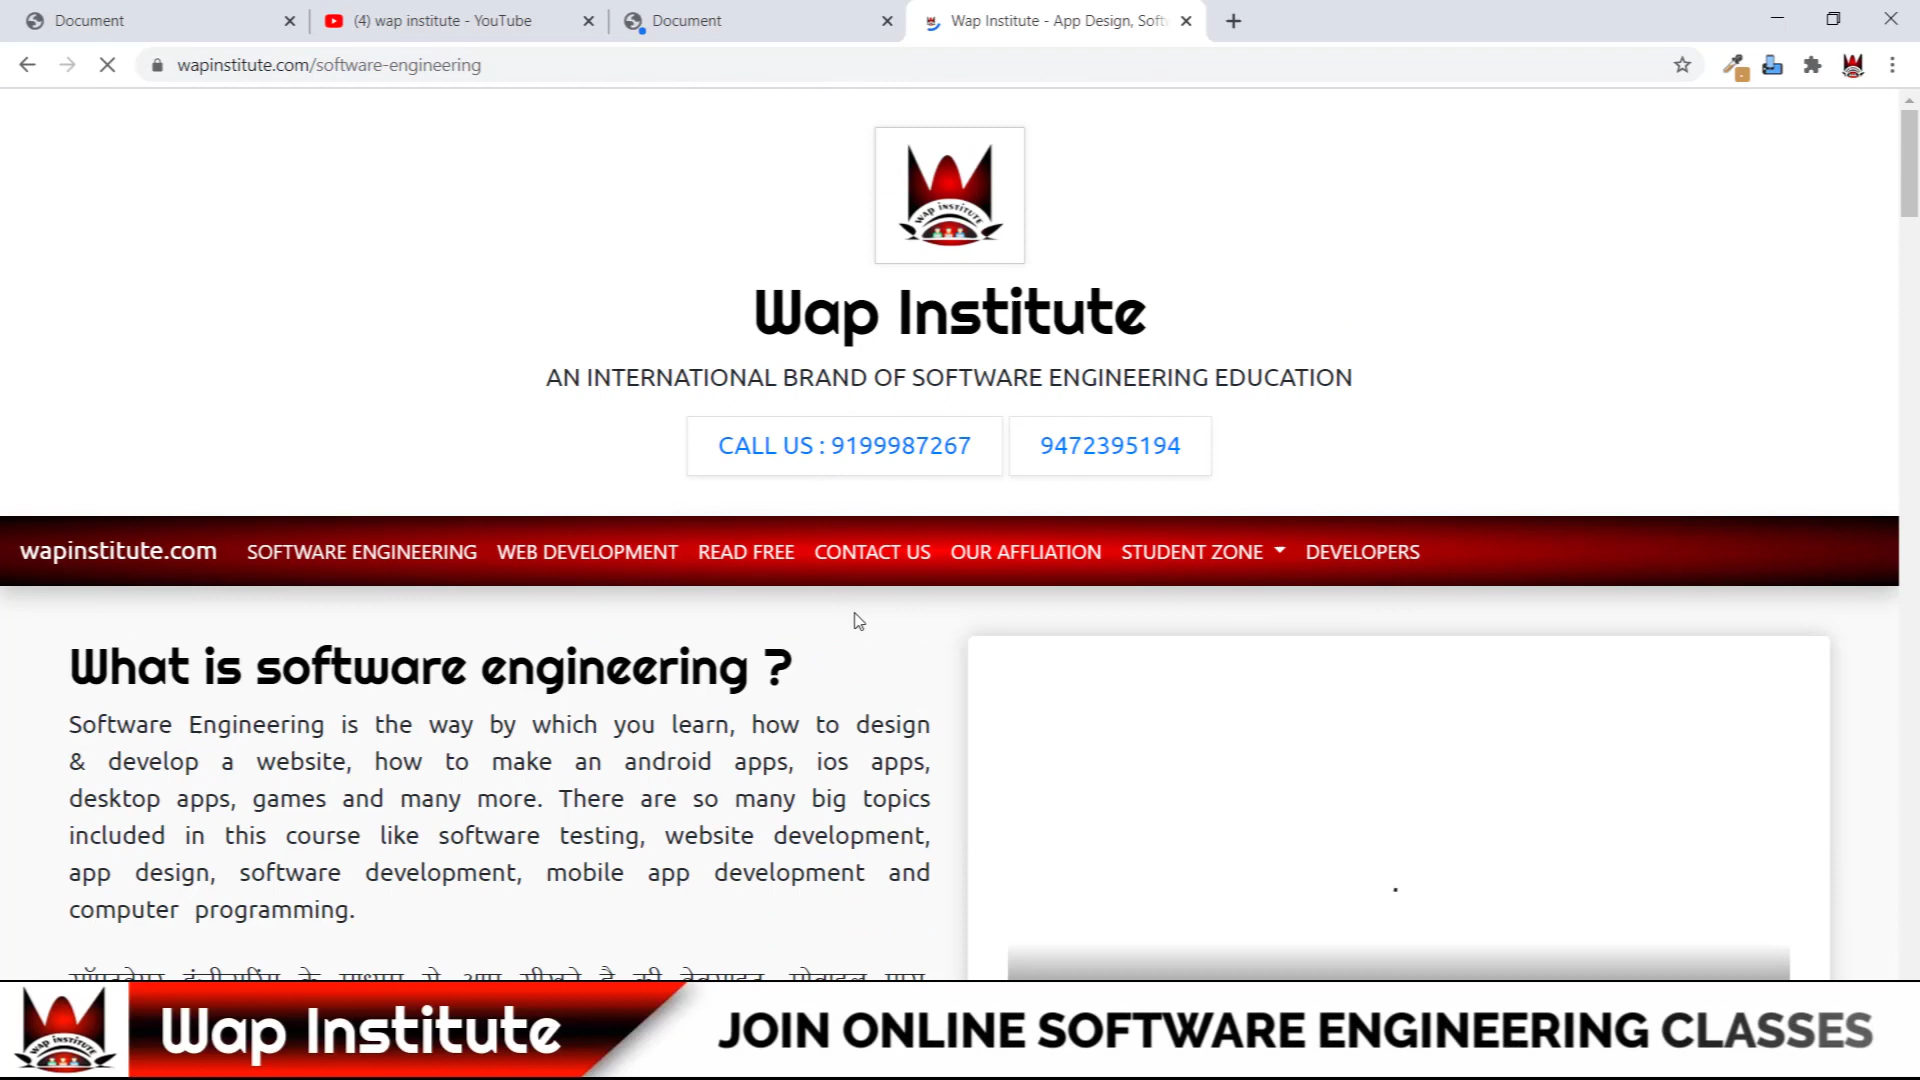 Document
(4) wap institute - YouTube
Document
Wap Institute - App Design, Soft
wapinstitute.com/software-engineering
WAP INSTITUTE
Wap Institute
AN INTERNATIONAL BRAND OF SOFTWARE ENGINEERING EDUCATION
CALL US : 9199987267
9472395194
wapinstitute.com
SOFTWARE ENGINEERING
WEB DEVELOPMENT
READ FREE
CONTACT US
OUR AFFLIATION
STUDENT ZONE
DEVELOPERS
What is software engineering ?
Software Engineering is the way by which you learn, how to design
& develop a website, how to make an android apps, ios apps,
desktop apps, games and many more. There are so many big topics
included in this course like software testing, website development,
app design, software development, mobile app development and
computer programming.
WAP INSTITUTE
Wap Institute
JOIN ONLINE SOFTWARE ENGINEERING CLASSES